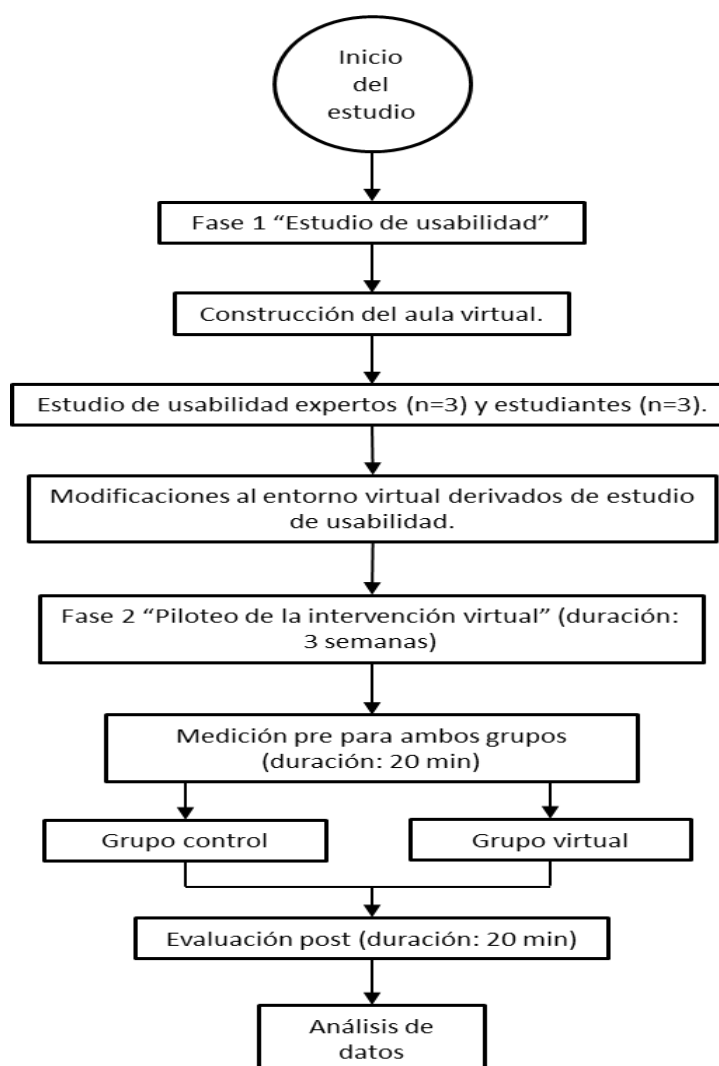 Inicio
del
estudio
Fase 1 “Estudio de usabilidad”
Construcción del aula virtual.
Estudio de usabilidad expertos (n=3) y estudiantes (n=3).
Modificaciones al entorno virtual derivados de estudio
de usabilidad.
Fase 2 “Piloteo de la intervención virtual” (duración:
3 semanas)
Medición pre para ambos grupos
(duración: 20 min)
Grupo control
Grupo virtual
Evaluación post (duración: 20 min)
Análisis de
datos